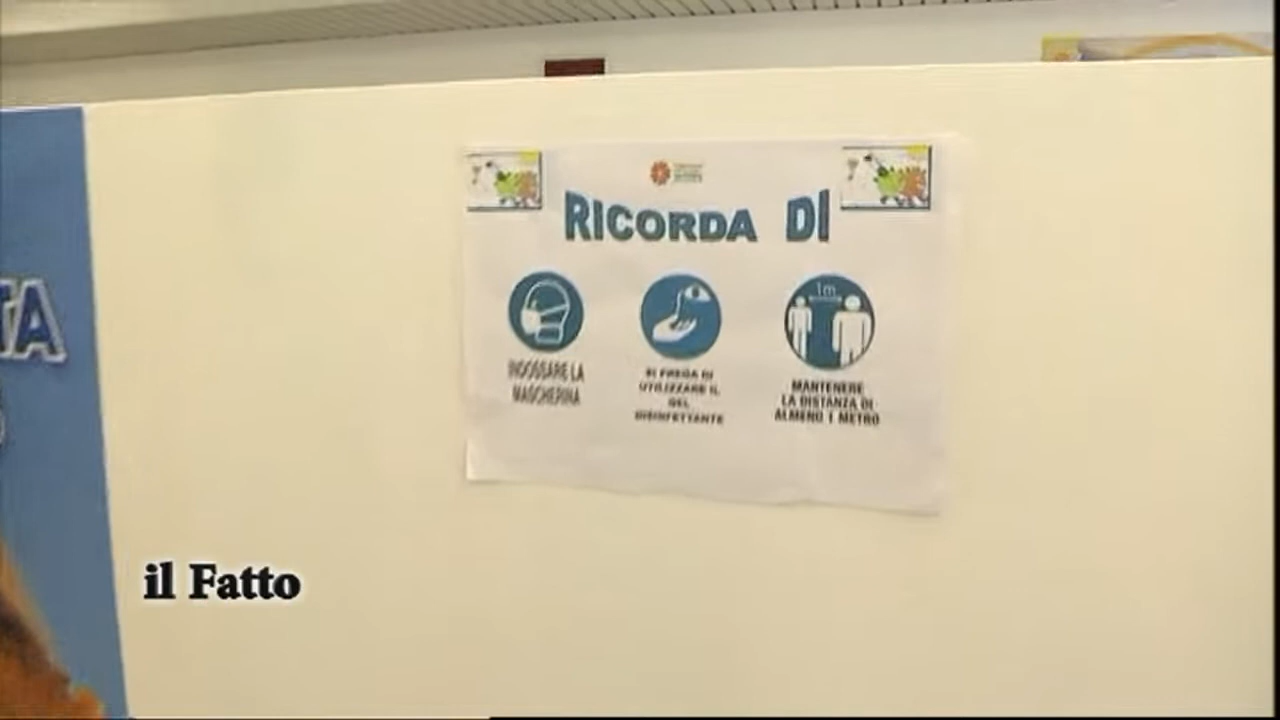 RICORDA DI
1m
INDOSSARE LA
MASCHERINA
SI PREGA DI
UTILIZZARE IL
GEL
DISINFETTANTE
MANTENERE
LA DISTANZA DI
ALMENO 1 METRO
TA
il Fatto